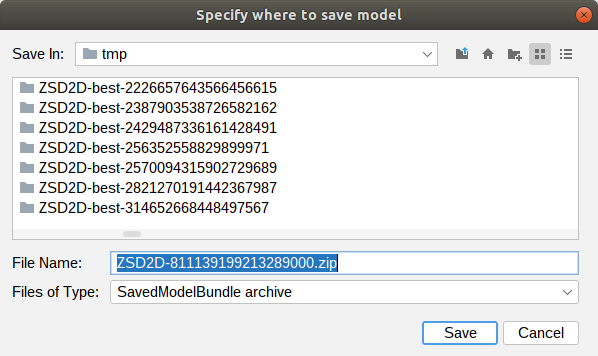 Specify where to save model
Save In: tmp
ZSD2D-best-2226657643566456615
ZSD2D-best-2387903538726582162
ZSD2D-best-2429487336161428491
ZSD2D-best-256352558829899971
ZSD2D-best-2570094315902729689
ZSD2D-best-2821270191442367987
ZSD2D-best-314652668448497567
File Name: ZSD2D-811139199213289000.zip
Files of Type: SavedModelBundle archive
Save Cancel